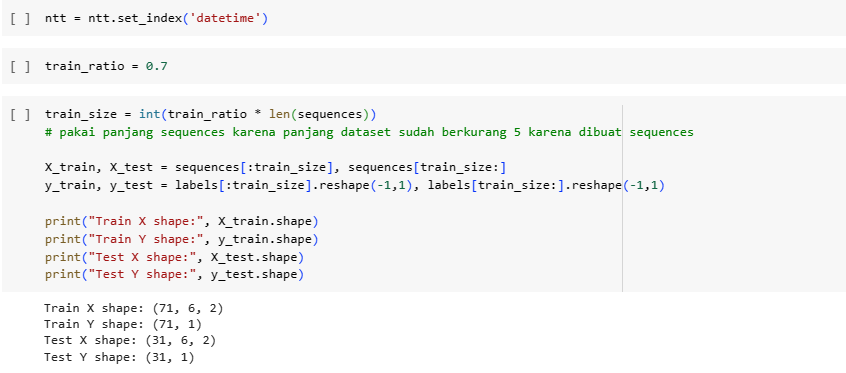 [ ] ntt = ntt.set_index('datetime')
[ ] train_ratio = 0.7
[ ] train_size = int(train_ratio * len(sequences))
# pakai panjang sequences karena panjang dataset sudah berkurang 5 karena dibuat sequences
X_train, X_test = sequences[:train_size], sequences[train_size:]
y_train, y_test = labels[:train_size].reshape(-1,1), labels[train_size:].reshape(-1,1)
print("Train X shape:", X_train.shape)
print("Train Y shape:", y_train.shape)
print("Test X shape:", X_test.shape)
print("Test Y shape:", y_test.shape)
Train X shape: (71, 6, 2)
Train Y shape: (71, 1)
Test X shape: (31, 6, 2)
Test Y shape: (31, 1)